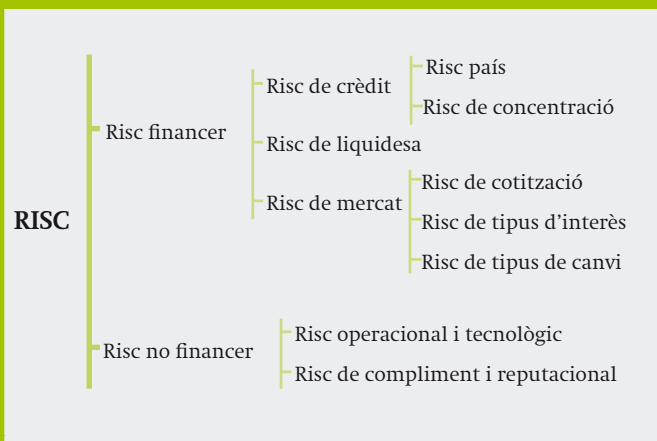 RISC
Risc financer
Risc de crèdit
Risc país
Risc de concentració
Risc de liquidesa
Risc de mercat
Risc de cotització
Risc de tipus d'interès
Risc de tipus de canvi
Risc no financer
Risc operacional i tecnològic
Risc de compliment i reputacional